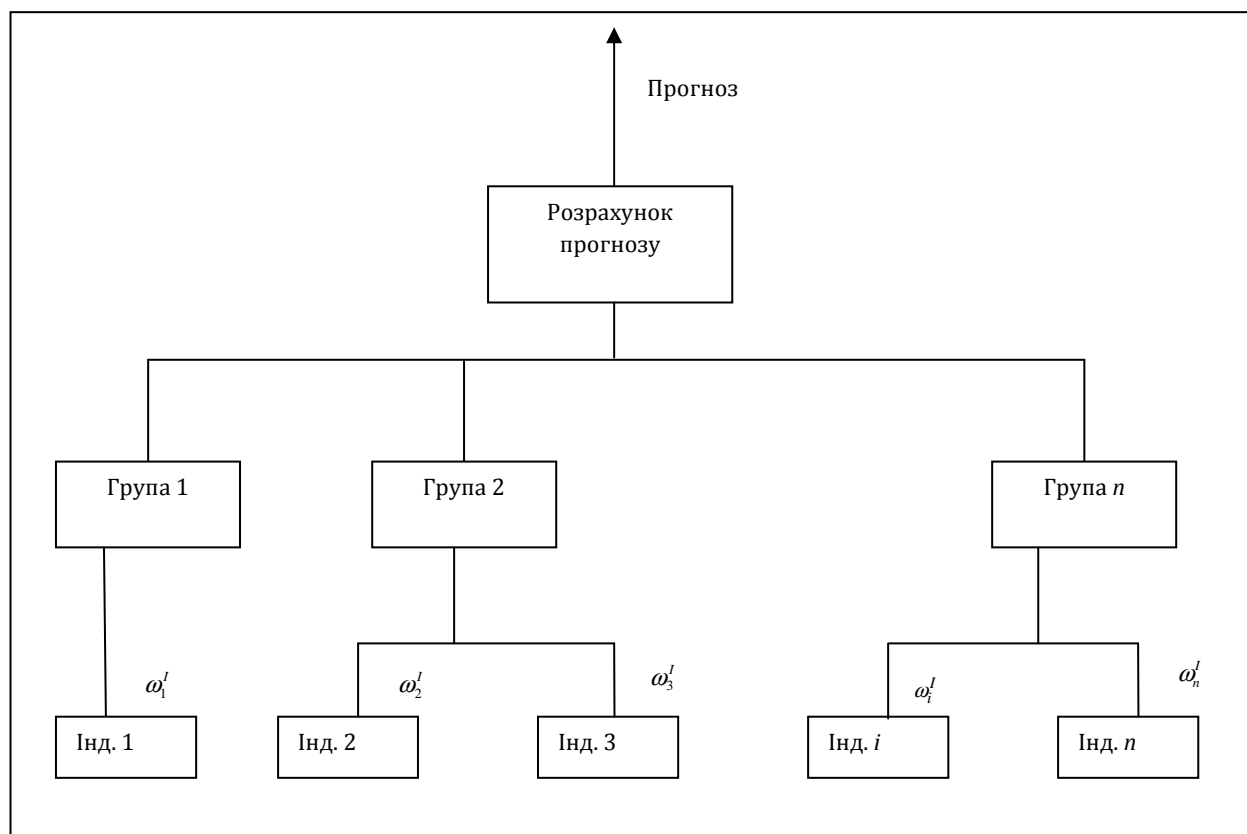 Прогноз
Розрахунок
прогнозу
Група 1
Група 2
Група n
ω₁ᴵ
ω₂ᴵ
ω₃ᴵ
ωᵢᴵ
ωₙᴵ
Інд. 1
Інд. 2
Інд. 3
Інд. i
Інд. n